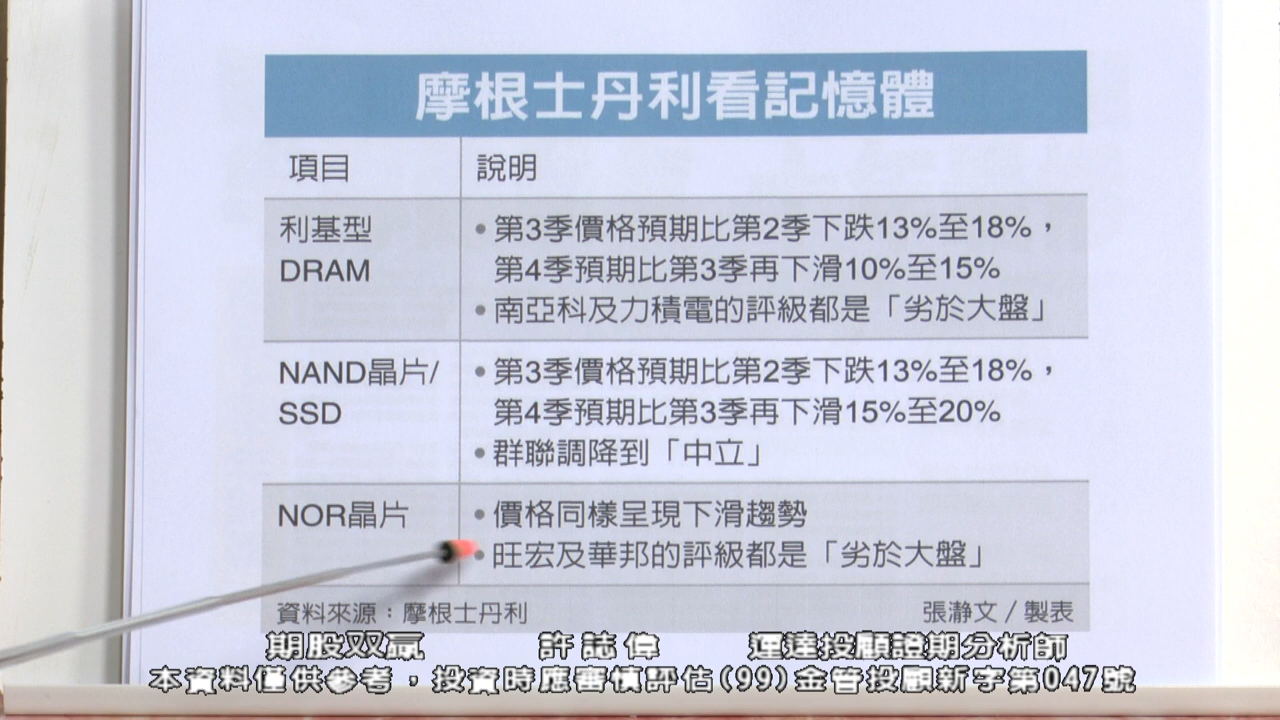 摩根士丹利看記憶體
項目
說明
利基型
DRAM
•第3季價格預期比第2季下跌13%至18%，
第4季預期比第3季再下滑10%至15%
•南亞科及力積電的評級都是「劣於大盤」
NAND晶片/
SSD
•第3季價格預期比第2季下跌13%至18%，
第4季預期比第3季再下滑15%至20%
•群聯調降到「中立」
NOR晶片
•價格同樣呈現下滑趨勢
•旺宏及華邦的評級都是「劣於大盤」
資料來源：摩根士丹利
張瀞文／製表
期股双贏 許誌偉 運達投顧證期分析師
本資料僅供參考，投資時應審慎評估(99)金管投顧新字第047號